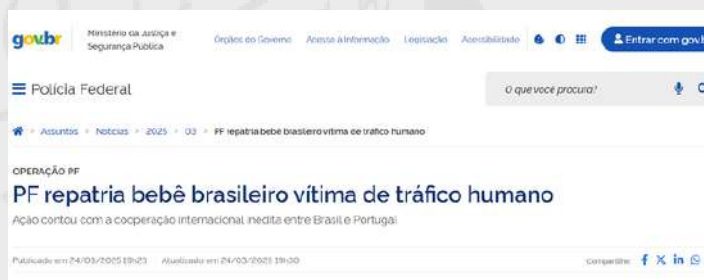 gov.br
Ministério da Justiça e
Segurança Pública
Órgãos do Governo Acesso à Informação Legislação Acessibilidade
Entrar com gov.b
Polícia Federal
O que você procura?
Assuntos > Notícias > 2025 > 03 > PF repatria bebê brasileiro vítima de tráfico humano
OPERAÇÃO PF
PF repatria bebê brasileiro vítima de tráfico humano
Ação contou com a cooperação internacional inédita entre Brasil e Portugal
Publicado em 24/03/2025 19h23 Atualizado em 24/03/2025 19h30
Compartilhe: